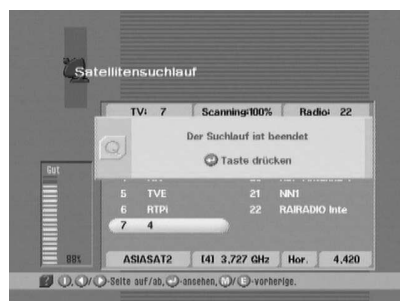 Satellitensuchlauf
TV: 7 Scanning:100% Radio: 22
Der Suchlauf ist beendet
Taste drücken
Gut
5 TVE 21 NN1
6 RTPi 22 RAIRADIO Inte
7 4
88%
ASIASAT2 [4] 3,727 GHz Hor. 4,420
-Seite auf/ab, -ansehen, -vorherige.